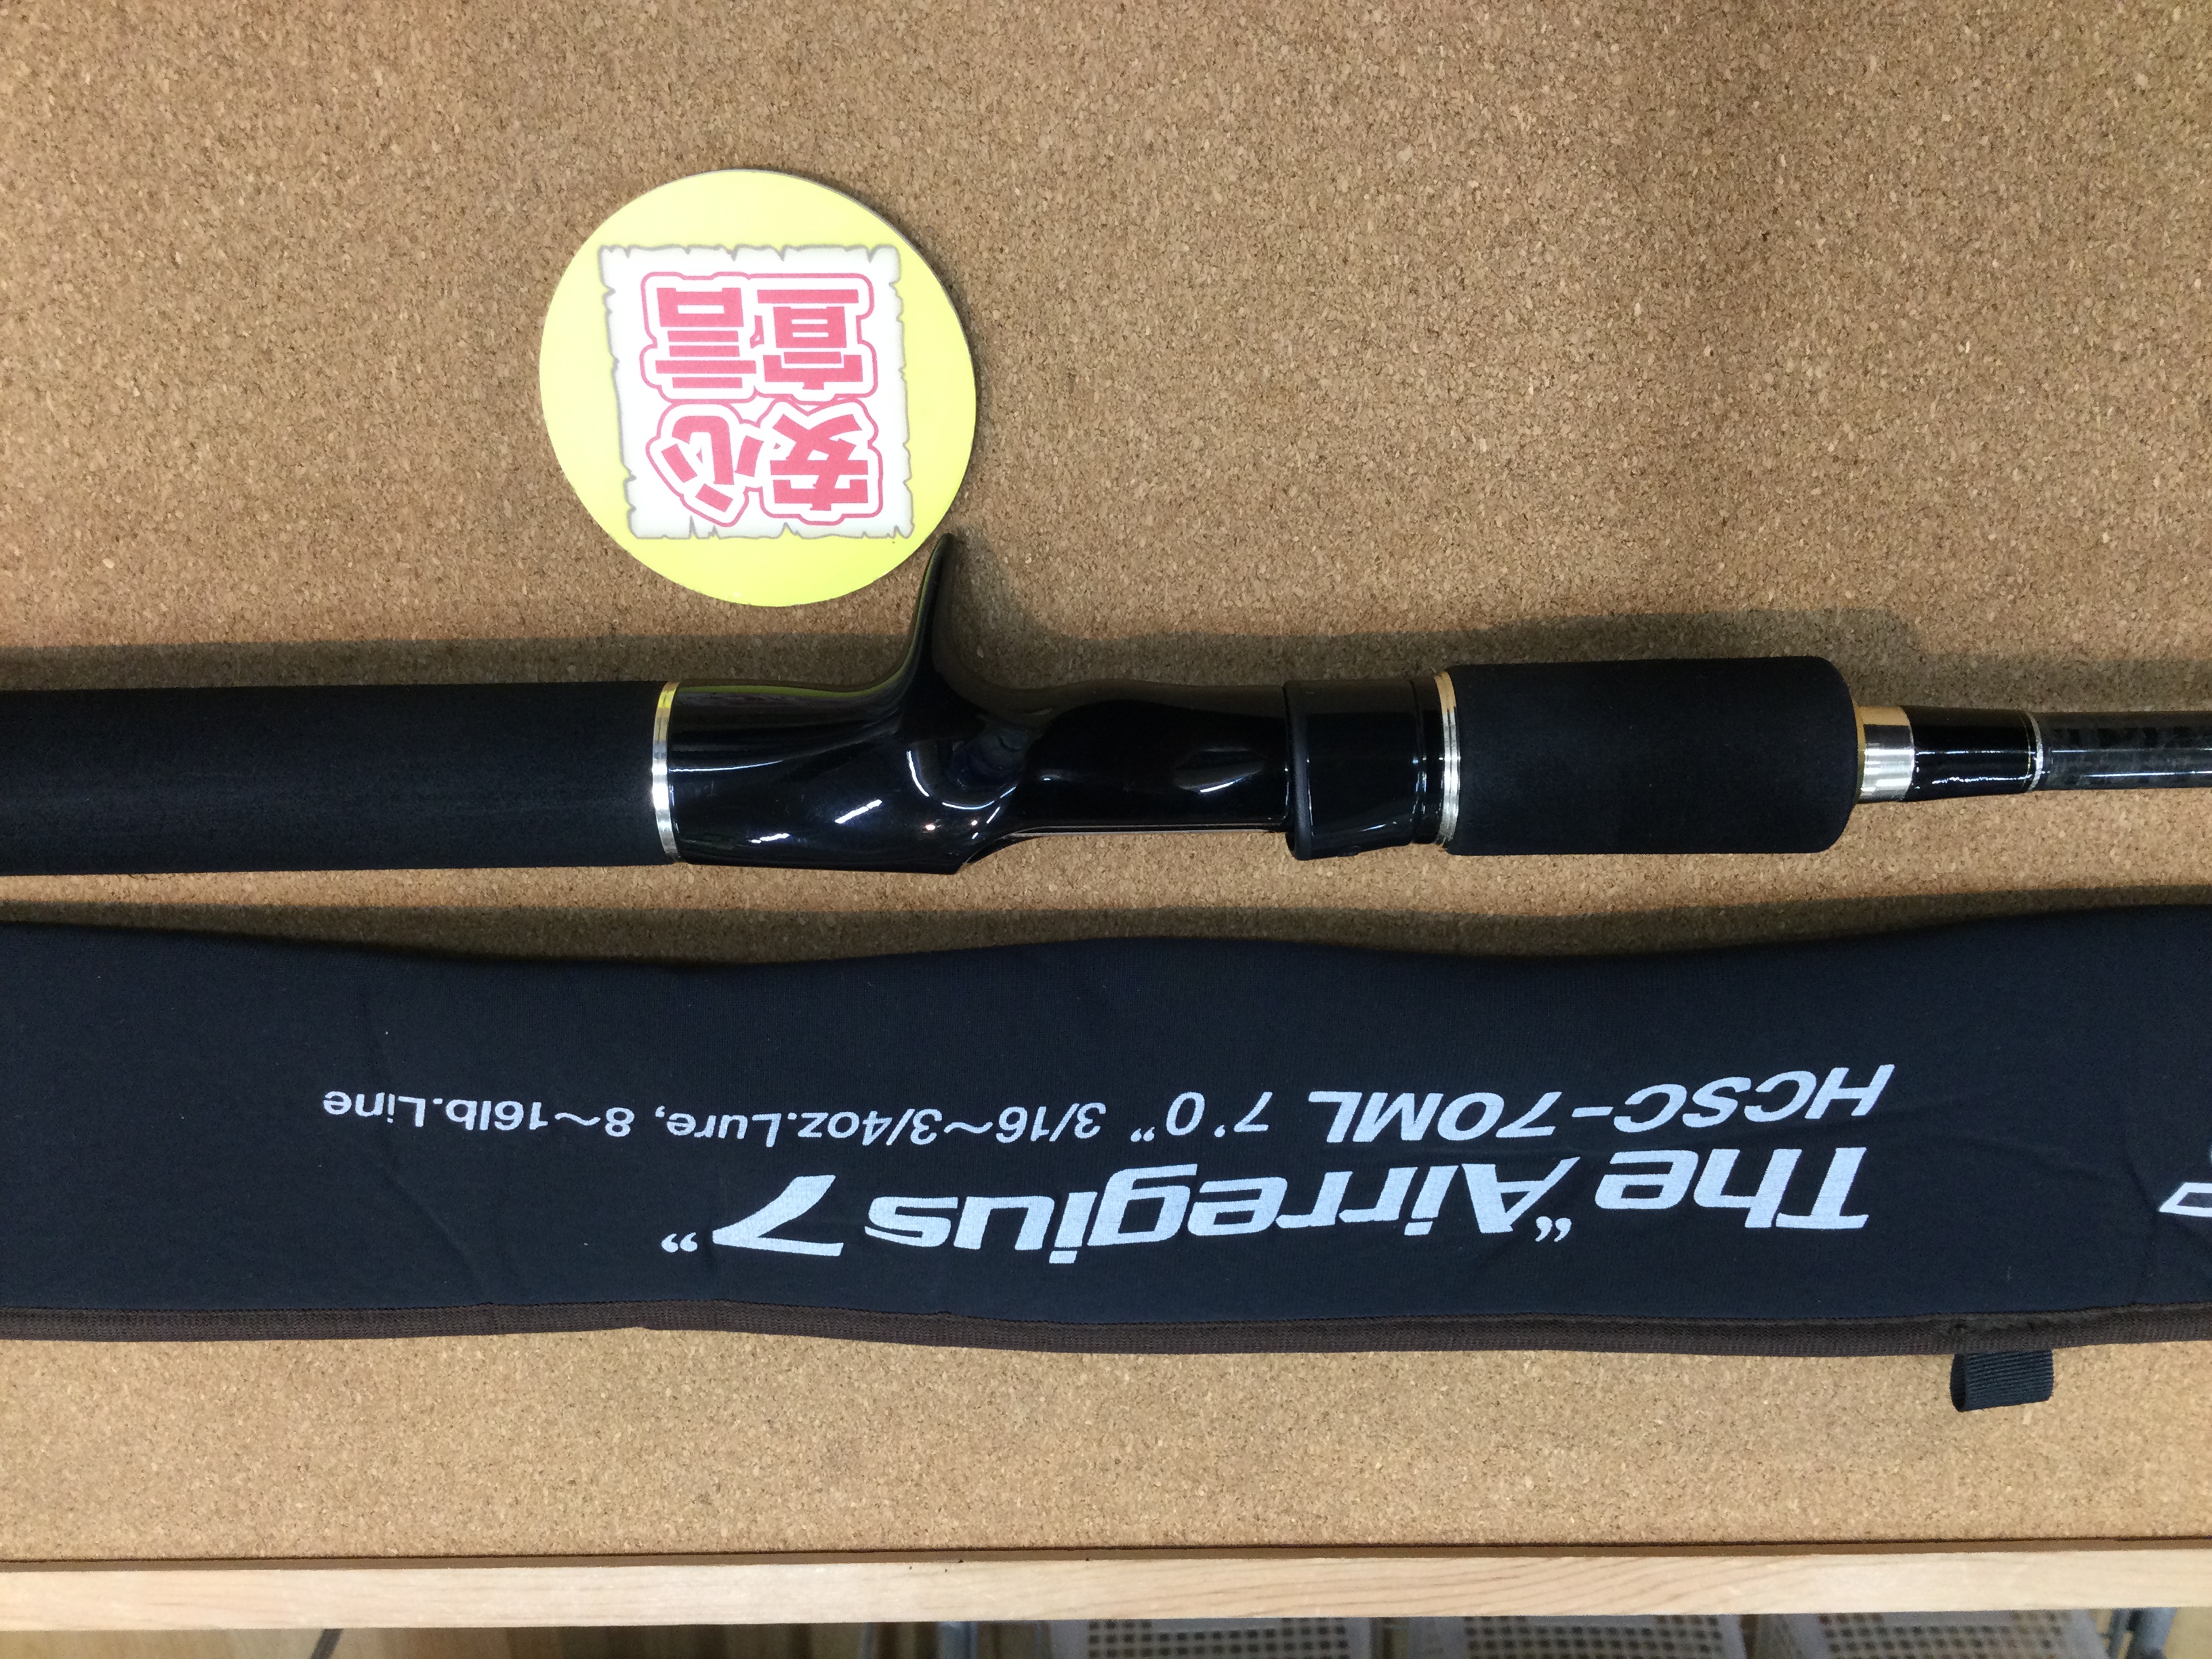 安心
宣言
The “Airregius 7”
HCSC-70ML 7'0" 3/16～3/4oz.Lure, 8～16lb.Line